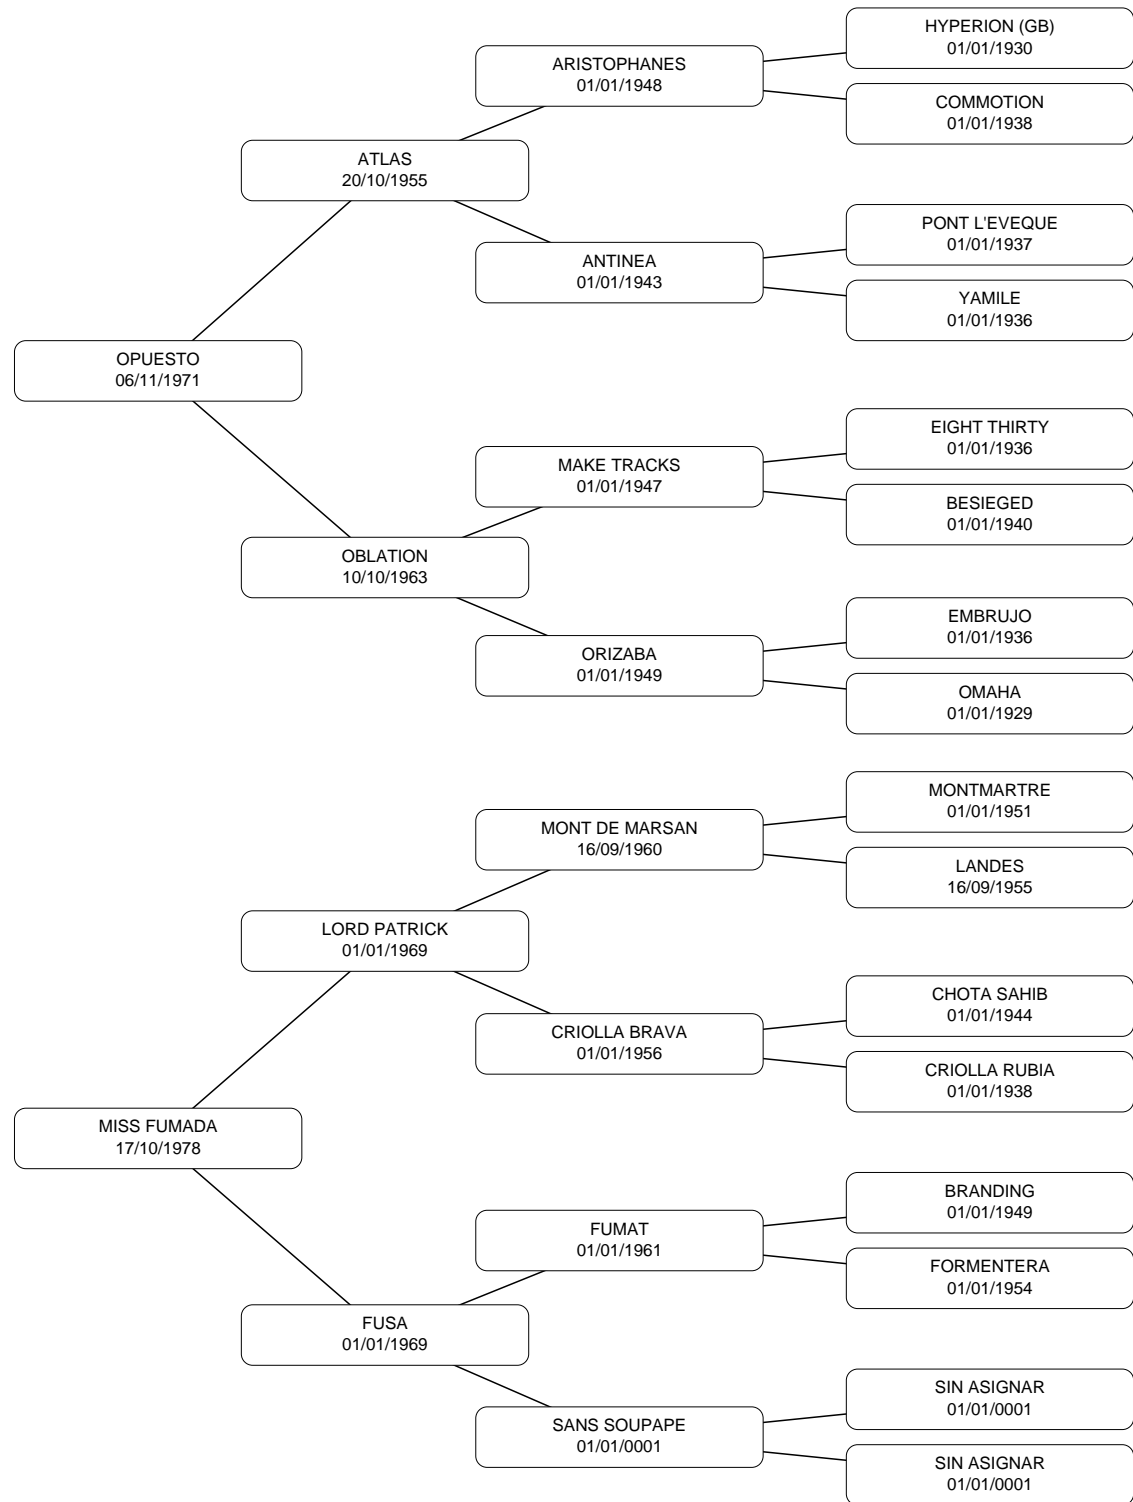 HYPERION (GB)
01/01/1930
ARISTOPHANES
01/01/1948
COMMOTION
01/01/1938
ATLAS
20/10/1955
PONT L'EVEQUE
01/01/1937
ANTINEA
01/01/1943
YAMILE
01/01/1936
OPUESTO
06/11/1971
EIGHT THIRTY
01/01/1936
MAKE TRACKS
01/01/1947
BESIEGED
01/01/1940
OBLATION
10/10/1963
EMBRUJO
01/01/1936
ORIZABA
01/01/1949
OMAHA
01/01/1929
MONTMARTRE
01/01/1951
MONT DE MARSAN
16/09/1960
LANDES
16/09/1955
LORD PATRICK
01/01/1969
CHOTA SAHIB
01/01/1944
CRIOLLA BRAVA
01/01/1956
CRIOLLA RUBIA
01/01/1938
MISS FUMADA
17/10/1978
BRANDING
01/01/1949
FUMAT
01/01/1961
FORMENTERA
01/01/1954
FUSA
01/01/1969
SIN ASIGNAR
01/01/0001
SANS SOUPAPE
01/01/0001
SIN ASIGNAR
01/01/0001